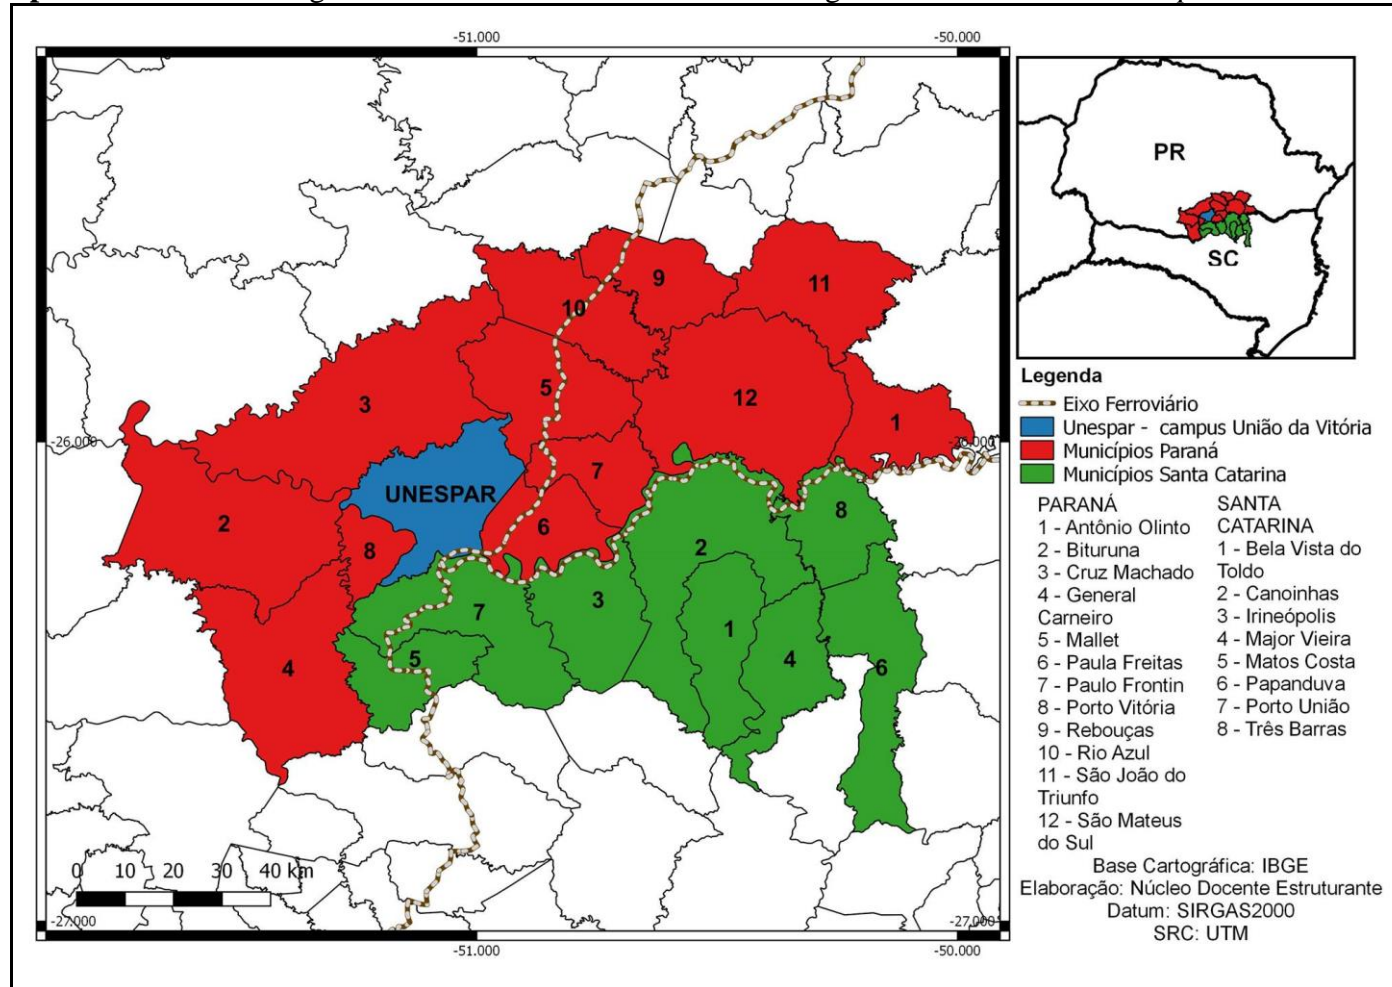 -51.000
-50.000
PR
SC
9
11
10
3
5
12
1
-26.000
-26.000
7
UNESPAR
2
6
8
8
2
3
7
1
5
4
4
6
0 10 20 30 40 km
-27.000
-27.000
-51.000
-50.000
Legenda
Eixo Ferroviário
Unespar - campus União da Vitória
Municípios Paraná
Municípios Santa Catarina
PARANÁ
1 - Antônio Olinto
2 - Bituruna
3 - Cruz Machado
4 - General
Carneiro
5 - Mallet
6 - Paula Freitas
7 - Paulo Frontin
8 - Porto Vitória
9 - Rebouças
10 - Rio Azul
11 - São João do
Triunfo
12 - São Mateus
do Sul
SANTA
CATARINA
1 - Bela Vista do
Toldo
2 - Canoinhas
3 - Irineópolis
4 - Major Vieira
5 - Matos Costa
6 - Papanduva
7 - Porto União
8 - Três Barras
Base Cartográfica: IBGE
Elaboração: Núcleo Docente Estruturante
Datum: SIRGAS2000
SRC: UTM